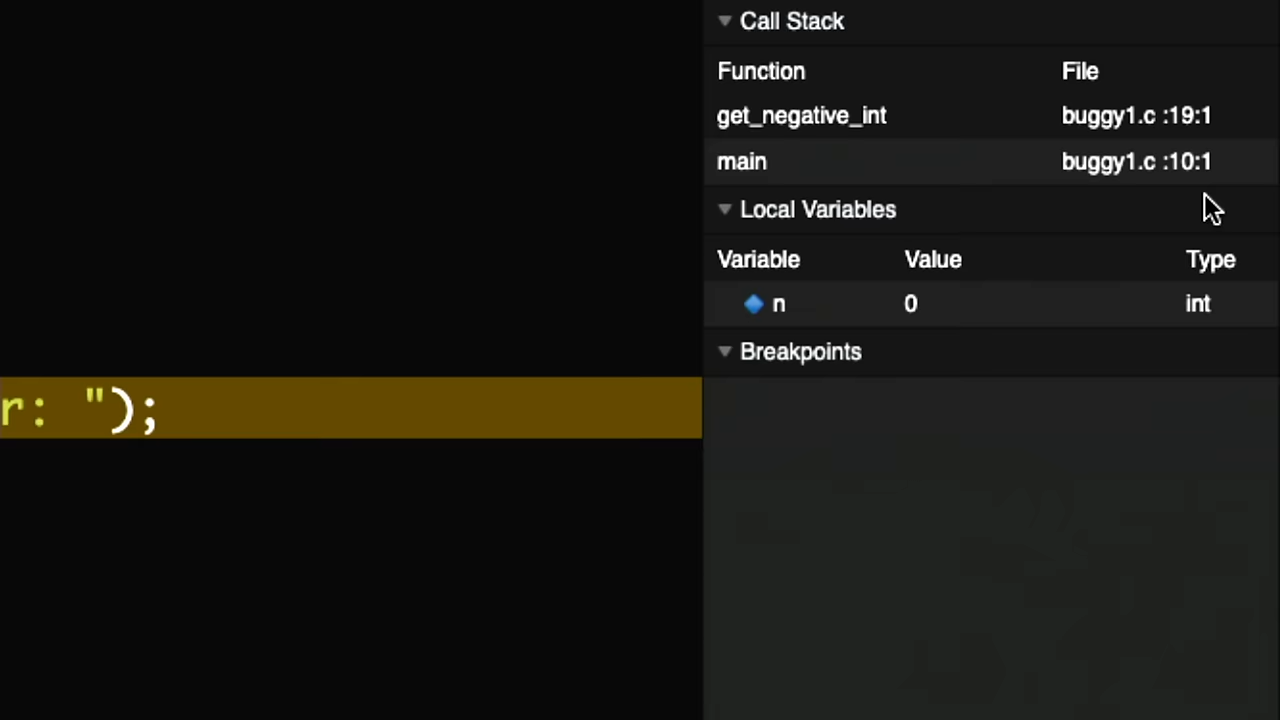 Call Stack
Function File
get_negative_int buggy1.c :19:1
main buggy1.c :10:1
Local Variables
Variable Value Type
n 0 int
Breakpoints
r: ");